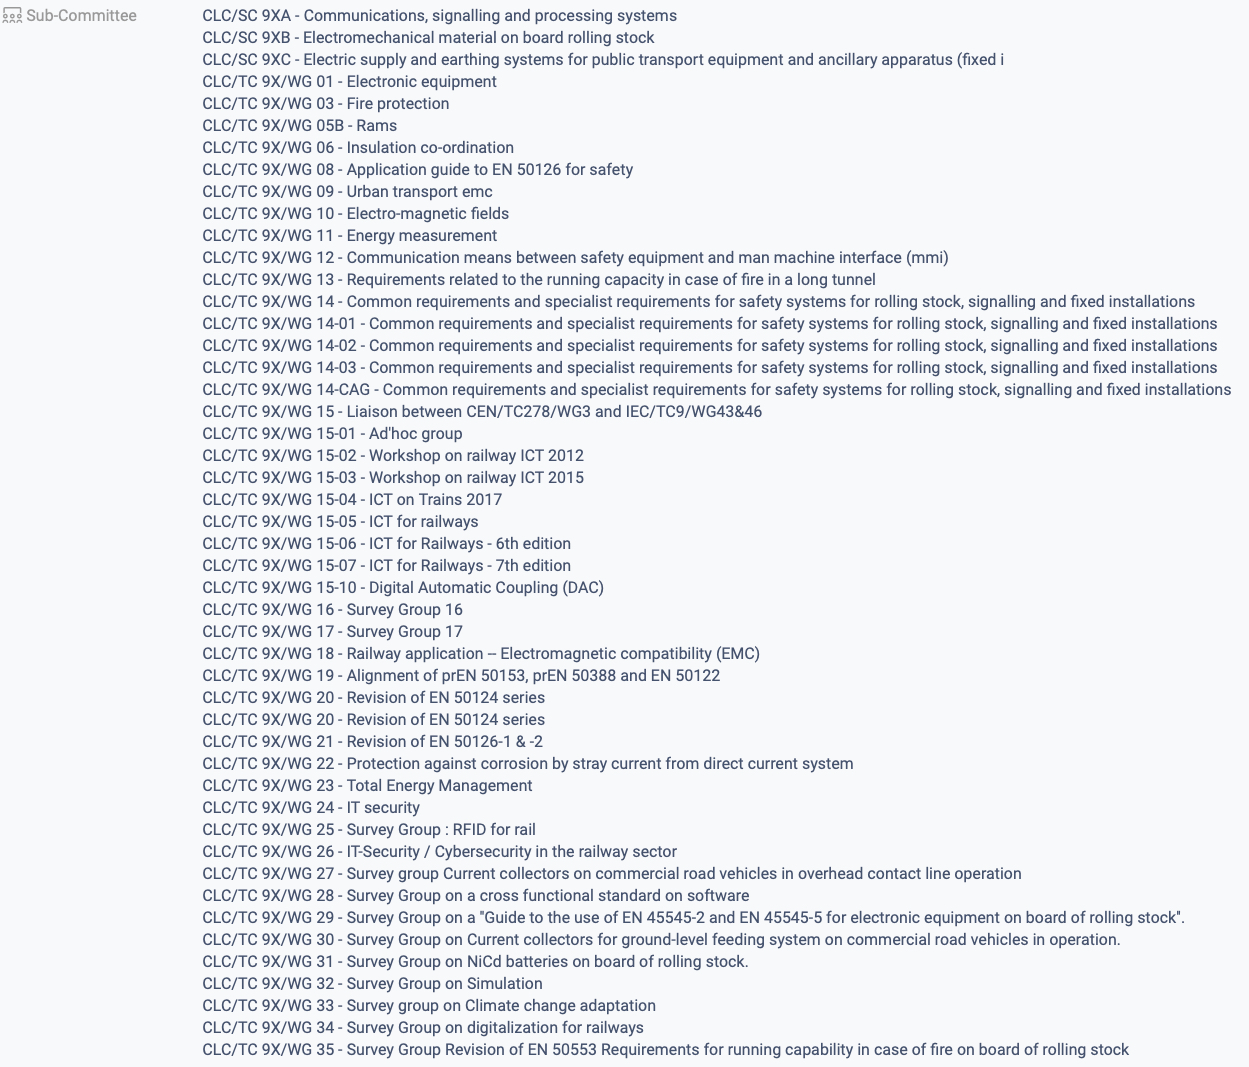 Sub-Committee
CLC/SC 9XA - Communications, signalling and processing systems
CLC/SC 9XB - Electromechanical material on board rolling stock
CLC/SC 9XC - Electric supply and earthing systems for public transport equipment and ancillary apparatus (fixed i
CLC/TC 9X/WG 01 - Electronic equipment
CLC/TC 9X/WG 03 - Fire protection
CLC/TC 9X/WG 05B - Rams
CLC/TC 9X/WG 06 - Insulation co-ordination
CLC/TC 9X/WG 08 - Application guide to EN 50126 for safety
CLC/TC 9X/WG 09 - Urban transport emc
CLC/TC 9X/WG 10 - Electro-magnetic fields
CLC/TC 9X/WG 11 - Energy measurement
CLC/TC 9X/WG 12 - Communication means between safety equipment and man machine interface (mmi)
CLC/TC 9X/WG 13 - Requirements related to the running capacity in case of fire in a long tunnel
CLC/TC 9X/WG 14 - Common requirements and specialist requirements for safety systems for rolling stock, signalling and fixed installations
CLC/TC 9X/WG 14-01 - Common requirements and specialist requirements for safety systems for rolling stock, signalling and fixed installations
CLC/TC 9X/WG 14-02 - Common requirements and specialist requirements for safety systems for rolling stock, signalling and fixed installations
CLC/TC 9X/WG 14-03 - Common requirements and specialist requirements for safety systems for rolling stock, signalling and fixed installations
CLC/TC 9X/WG 14-CAG - Common requirements and specialist requirements for safety systems for rolling stock, signalling and fixed installations
CLC/TC 9X/WG 15 - Liaison between CEN/TC278/WG3 and IEC/TC9/WG43&46
CLC/TC 9X/WG 15-01 - Ad'hoc group
CLC/TC 9X/WG 15-02 - Workshop on railway ICT 2012
CLC/TC 9X/WG 15-03 - Workshop on railway ICT 2015
CLC/TC 9X/WG 15-04 - ICT on Trains 2017
CLC/TC 9X/WG 15-05 - ICT for railways
CLC/TC 9X/WG 15-06 - ICT for Railways - 6th edition
CLC/TC 9X/WG 15-07 - ICT for Railways - 7th edition
CLC/TC 9X/WG 15-10 - Digital Automatic Coupling (DAC)
CLC/TC 9X/WG 16 - Survey Group 16
CLC/TC 9X/WG 17 - Survey Group 17
CLC/TC 9X/WG 18 - Railway application – Electromagnetic compatibility (EMC)
CLC/TC 9X/WG 19 - Alignment of prEN 50153, prEN 50388 and EN 50122
CLC/TC 9X/WG 20 - Revision of EN 50124 series
CLC/TC 9X/WG 20 - Revision of EN 50124 series
CLC/TC 9X/WG 21 - Revision of EN 50126-1 & -2
CLC/TC 9X/WG 22 - Protection against corrosion by stray current from direct current system
CLC/TC 9X/WG 23 - Total Energy Management
CLC/TC 9X/WG 24 - IT security
CLC/TC 9X/WG 25 - Survey Group : RFID for rail
CLC/TC 9X/WG 26 - IT-Security / Cybersecurity in the railway sector
CLC/TC 9X/WG 27 - Survey group Current collectors on commercial road vehicles in overhead contact line operation
CLC/TC 9X/WG 28 - Survey Group on a cross functional standard on software
CLC/TC 9X/WG 29 - Survey Group on a "Guide to the use of EN 45545-2 and EN 45545-5 for electronic equipment on board of rolling stock".
CLC/TC 9X/WG 30 - Survey Group on Current collectors for ground-level feeding system on commercial road vehicles in operation.
CLC/TC 9X/WG 31 - Survey Group on NiCd batteries on board of rolling stock.
CLC/TC 9X/WG 32 - Survey Group on Simulation
CLC/TC 9X/WG 33 - Survey group on Climate change adaptation
CLC/TC 9X/WG 34 - Survey Group on digitalization for railways
CLC/TC 9X/WG 35 - Survey Group Revision of EN 50553 Requirements for running capability in case of fire on board of rolling stock